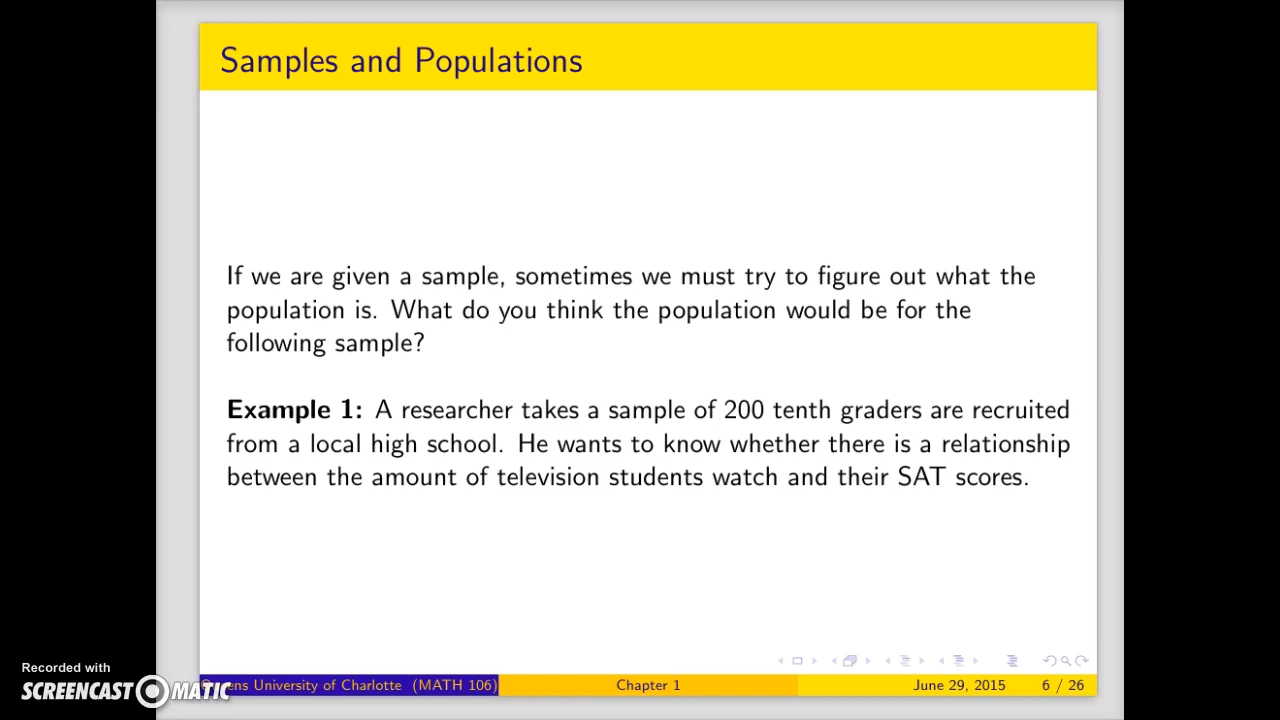 Samples and Populations
If we are given a sample, sometimes we must try to figure out what the
population is. What do you think the population would be for the
following sample?
Example 1: A researcher takes a sample of 200 tenth graders are recruited
from a local high school. He wants to know whether there is a relationship
between the amount of television students watch and their SAT scores.
Recorded with
SCREENCAST MATIC
University of Charlotte (MATH 106)
Chapter 1
June 29, 2015
6 / 26